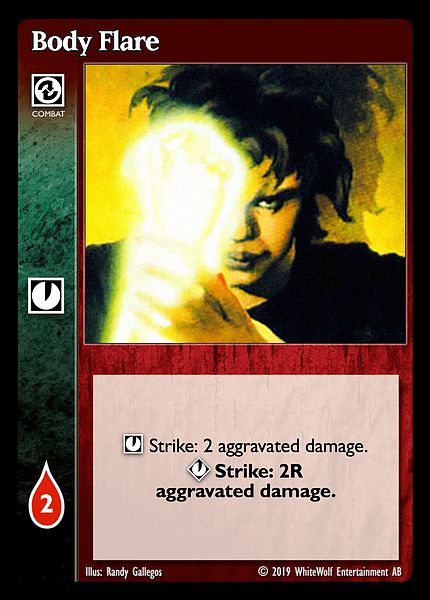 Body Flare
COMBAT
Strike: 2 aggravated damage.
Strike: 2R
aggravated damage.
2
Illus: Randy Gallegos © 2019 WhiteWolf Entertainment AB